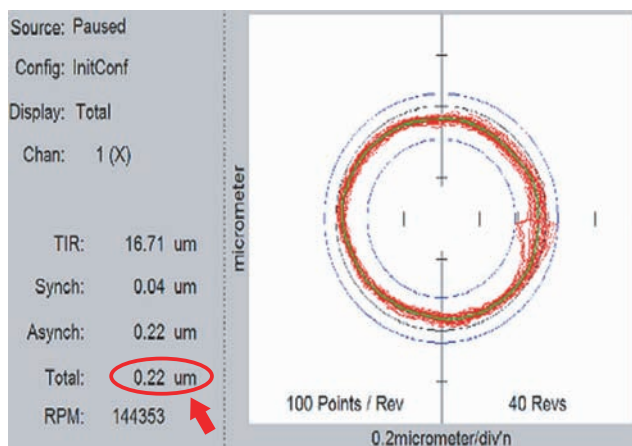 Source: Paused
Config: InitConf
Display: Total
Chan: 1 (X)
TIR: 16.71 um
Synch: 0.04 um
Asynch: 0.22 um
Total: 0.22 um
RPM: 144353
micrometer
100 Points / Rev 40 Revs
0.2micrometer/div'n